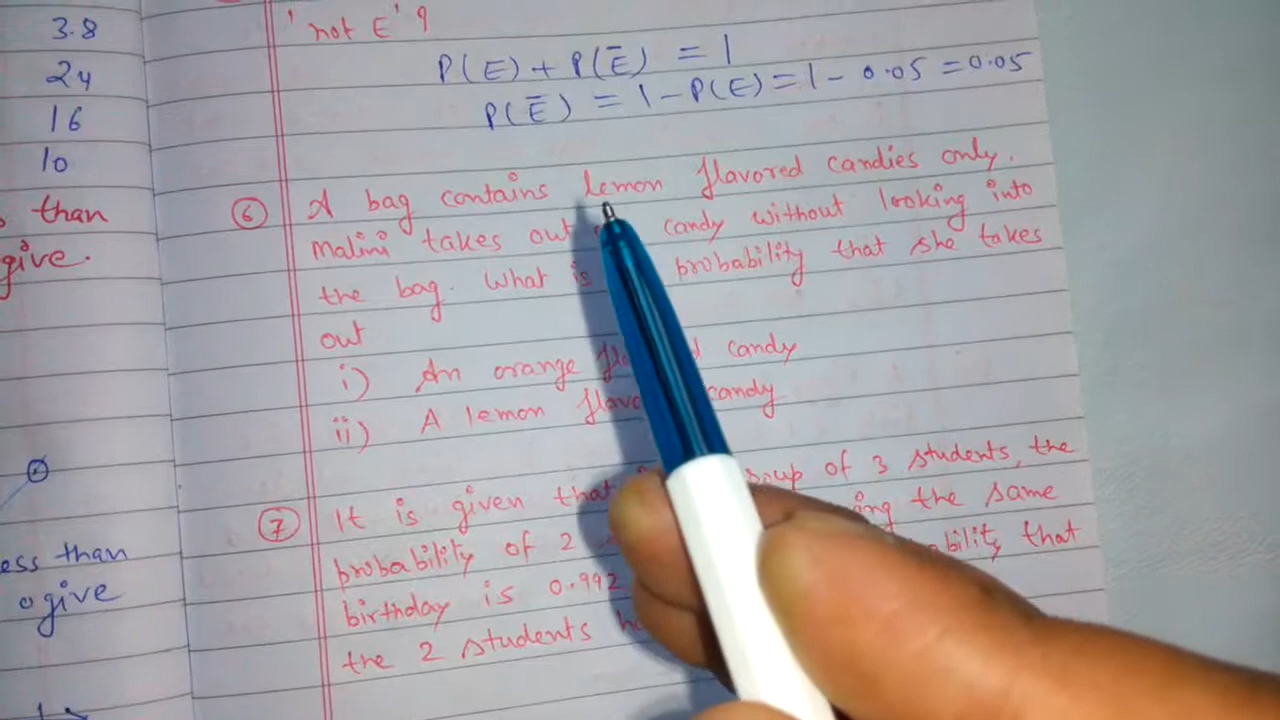 3.8
24
16
10
than
give.
ess than
ogive
'not E' ?
P(E) + P(Ē) = 1
P(Ē) = 1 - P(E) = 1 - 0.05 = 0.05
6 A bag contains lemon flavored candies only.
Malini takes out candy without looking into
the bag. What is probability that she takes
out
i) An orange candy
ii) A lemon candy
7 It is given that of 3 students, the
probability of 2 the same
birthday is 0.992 that
the 2 students